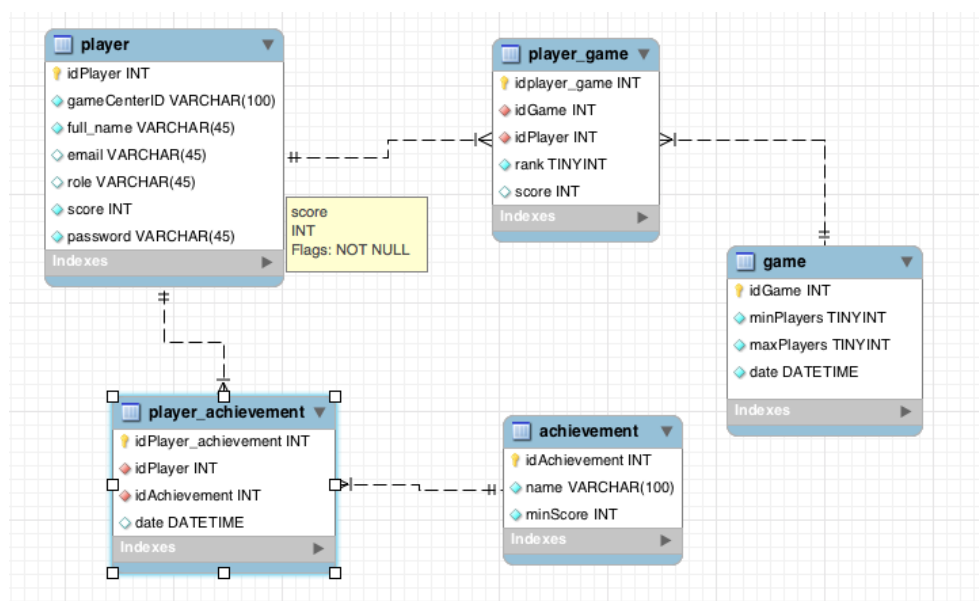 player
idPlayer INT
gameCenterID VARCHAR(100)
full_name VARCHAR(45)
email VARCHAR(45)
role VARCHAR(45)
score INT
password VARCHAR(45)
Indexes
score
INT
Flags: NOT NULL
player_game
idplayer_game INT
idGame INT
idPlayer INT
rank TINYINT
score INT
Indexes
game
idGame INT
minPlayers TINYINT
maxPlayers TINYINT
date DATETIME
Indexes
player_achievement
idPlayer_achievement INT
idPlayer INT
idAchievement INT
date DATETIME
Indexes
achievement
idAchievement INT
name VARCHAR(100)
minScore INT
Indexes